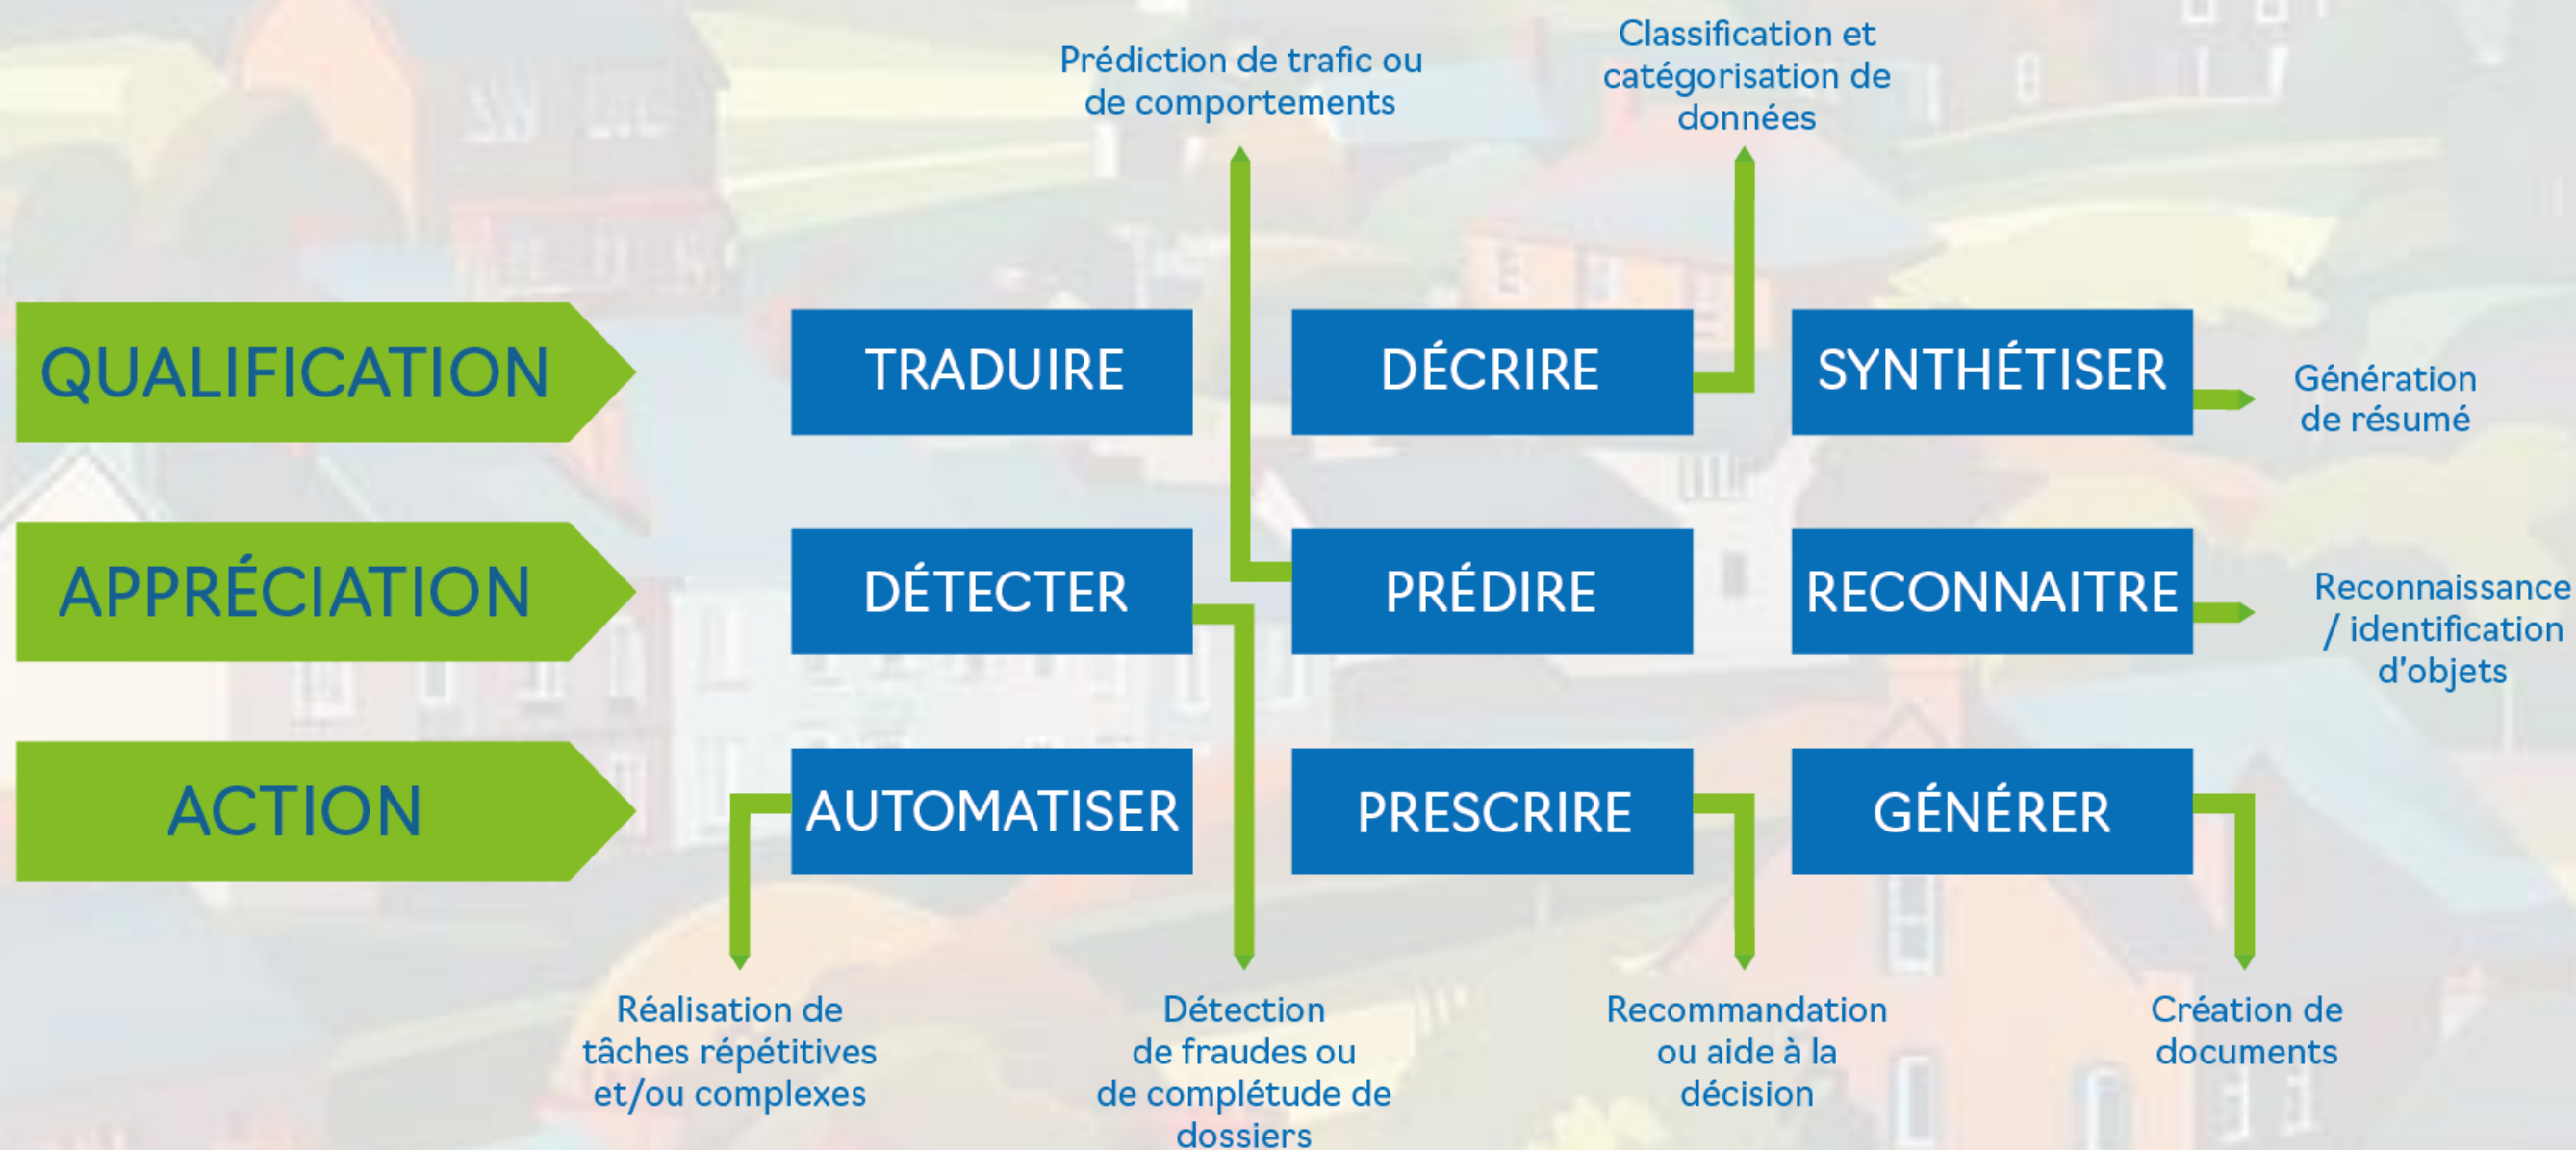 Prédiction de trafic ou
de comportements
Classification et
catégorisation de
données
QUALIFICATION
TRADUIRE
DÉCRIRE
SYNTHÉTISER
Génération
de résumé
APPRÉCIATION
DÉTECTER
PRÉDIRE
RECONNAITRE
Reconnaissance
/ identification
d'objets
ACTION
AUTOMATISER
PRESCRIRE
GÉNÉRER
Réalisation de
tâches répétitives
et/ou complexes
Détection
de fraudes ou
de complétude de
dossiers
Recommandation
ou aide à la
décision
Création de
documents